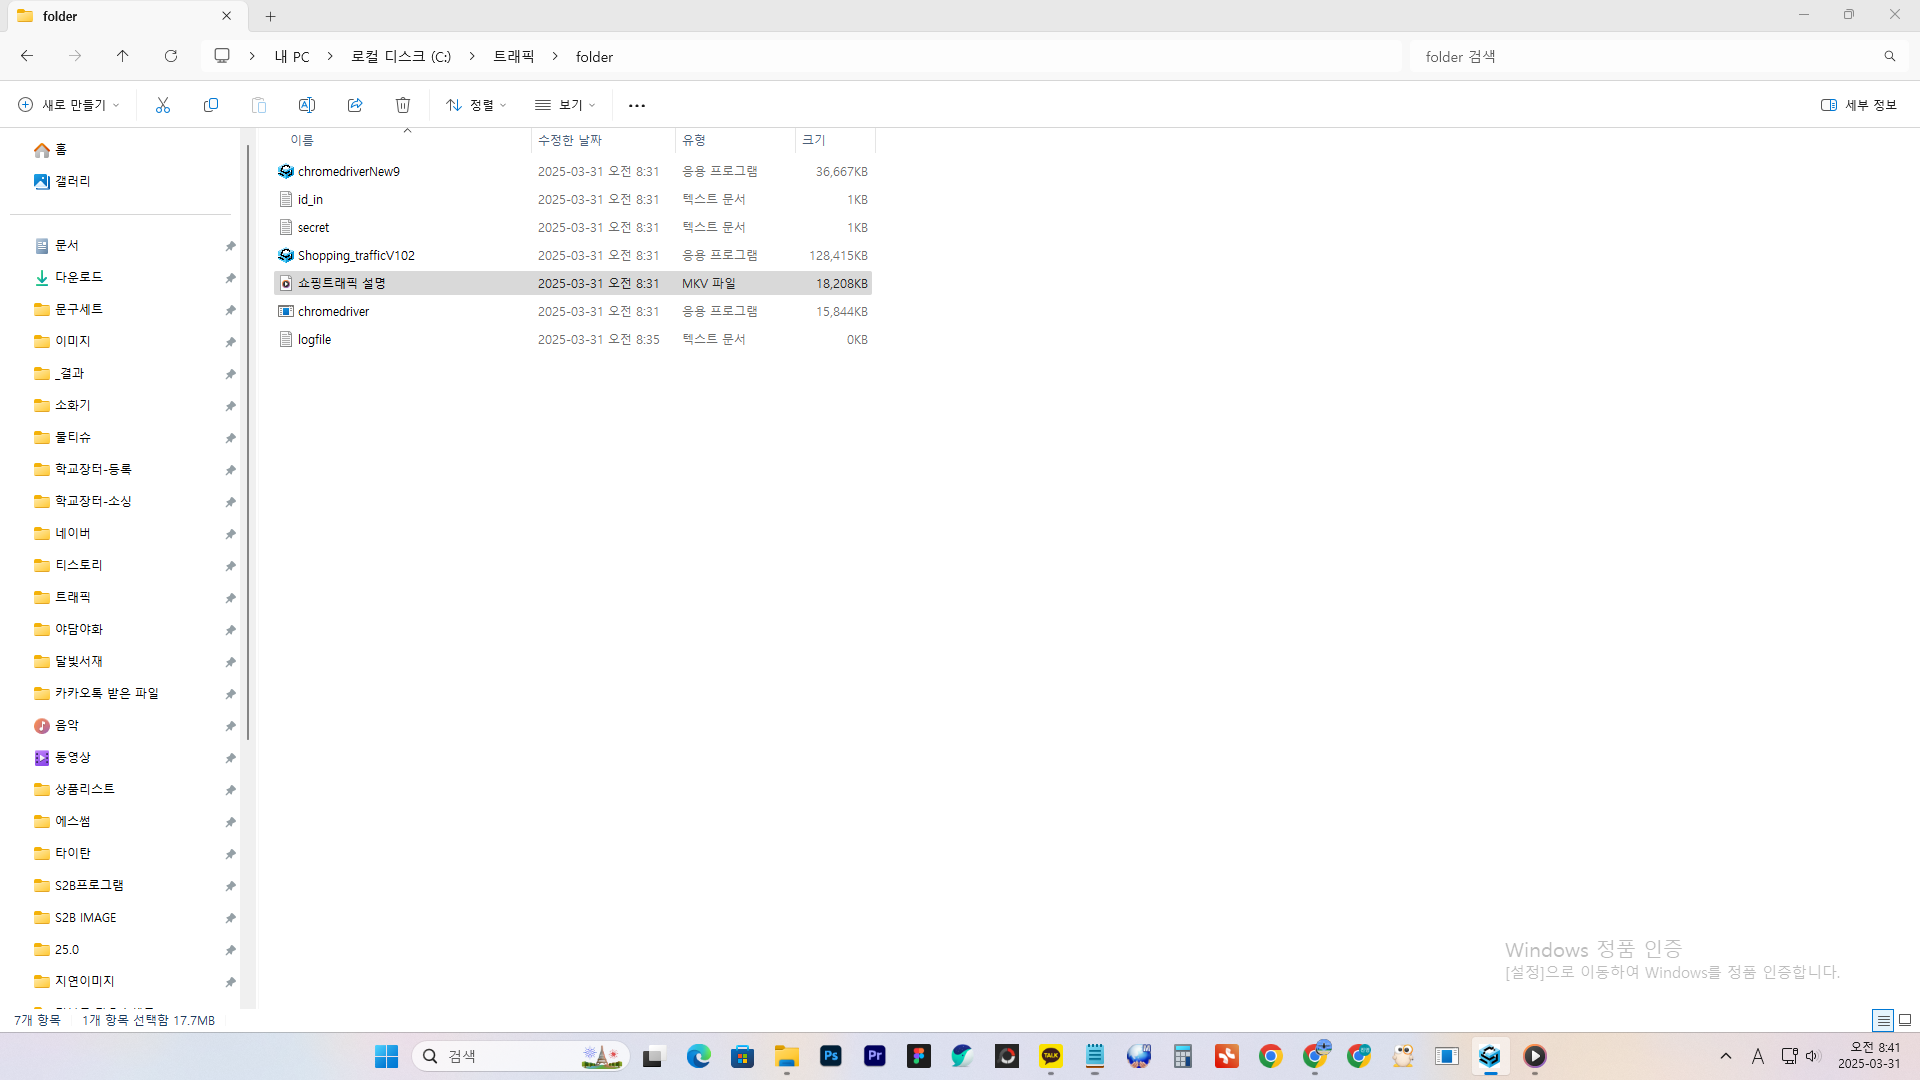 folder
내 PC > 로컬 디스크 (C:) > 트래픽 > folder
folder 검색
새로 만들기
정렬
보기
세부 정보
이름 수정한 날짜 유형 크기
chromedriverNew9 2025-03-31 오전 8:31 응용 프로그램 36,667KB
id_in 2025-03-31 오전 8:31 텍스트 문서 1KB
secret 2025-03-31 오전 8:31 텍스트 문서 1KB
Shopping_trafficV102 2025-03-31 오전 8:31 응용 프로그램 128,415KB
쇼핑트래픽 설명 2025-03-31 오전 8:31 MKV 파일 18,208KB
chromedriver 2025-03-31 오전 8:31 응용 프로그램 15,844KB
logfile 2025-03-31 오전 8:35 텍스트 문서 0KB
홈
갤러리
문서
다운로드
문구세트
이미지
_결과
소화기
물티슈
학교장터-등록
학교장터-소싱
네이버
티스토리
트래픽
야담야화
달빛서재
카카오톡 받은 파일
음악
동영상
상품리스트
에스썸
타이탄
S2B프로그램
S2B IMAGE
25.0
지연이미지
Windows 정품 인증
[설정]으로 이동하여 Windows를 정품 인증합니다.
7개 항목 1개 항목 선택함 17.7MB
검색
Ps
Pr
TALK
A
오전 8:41
2025-03-31